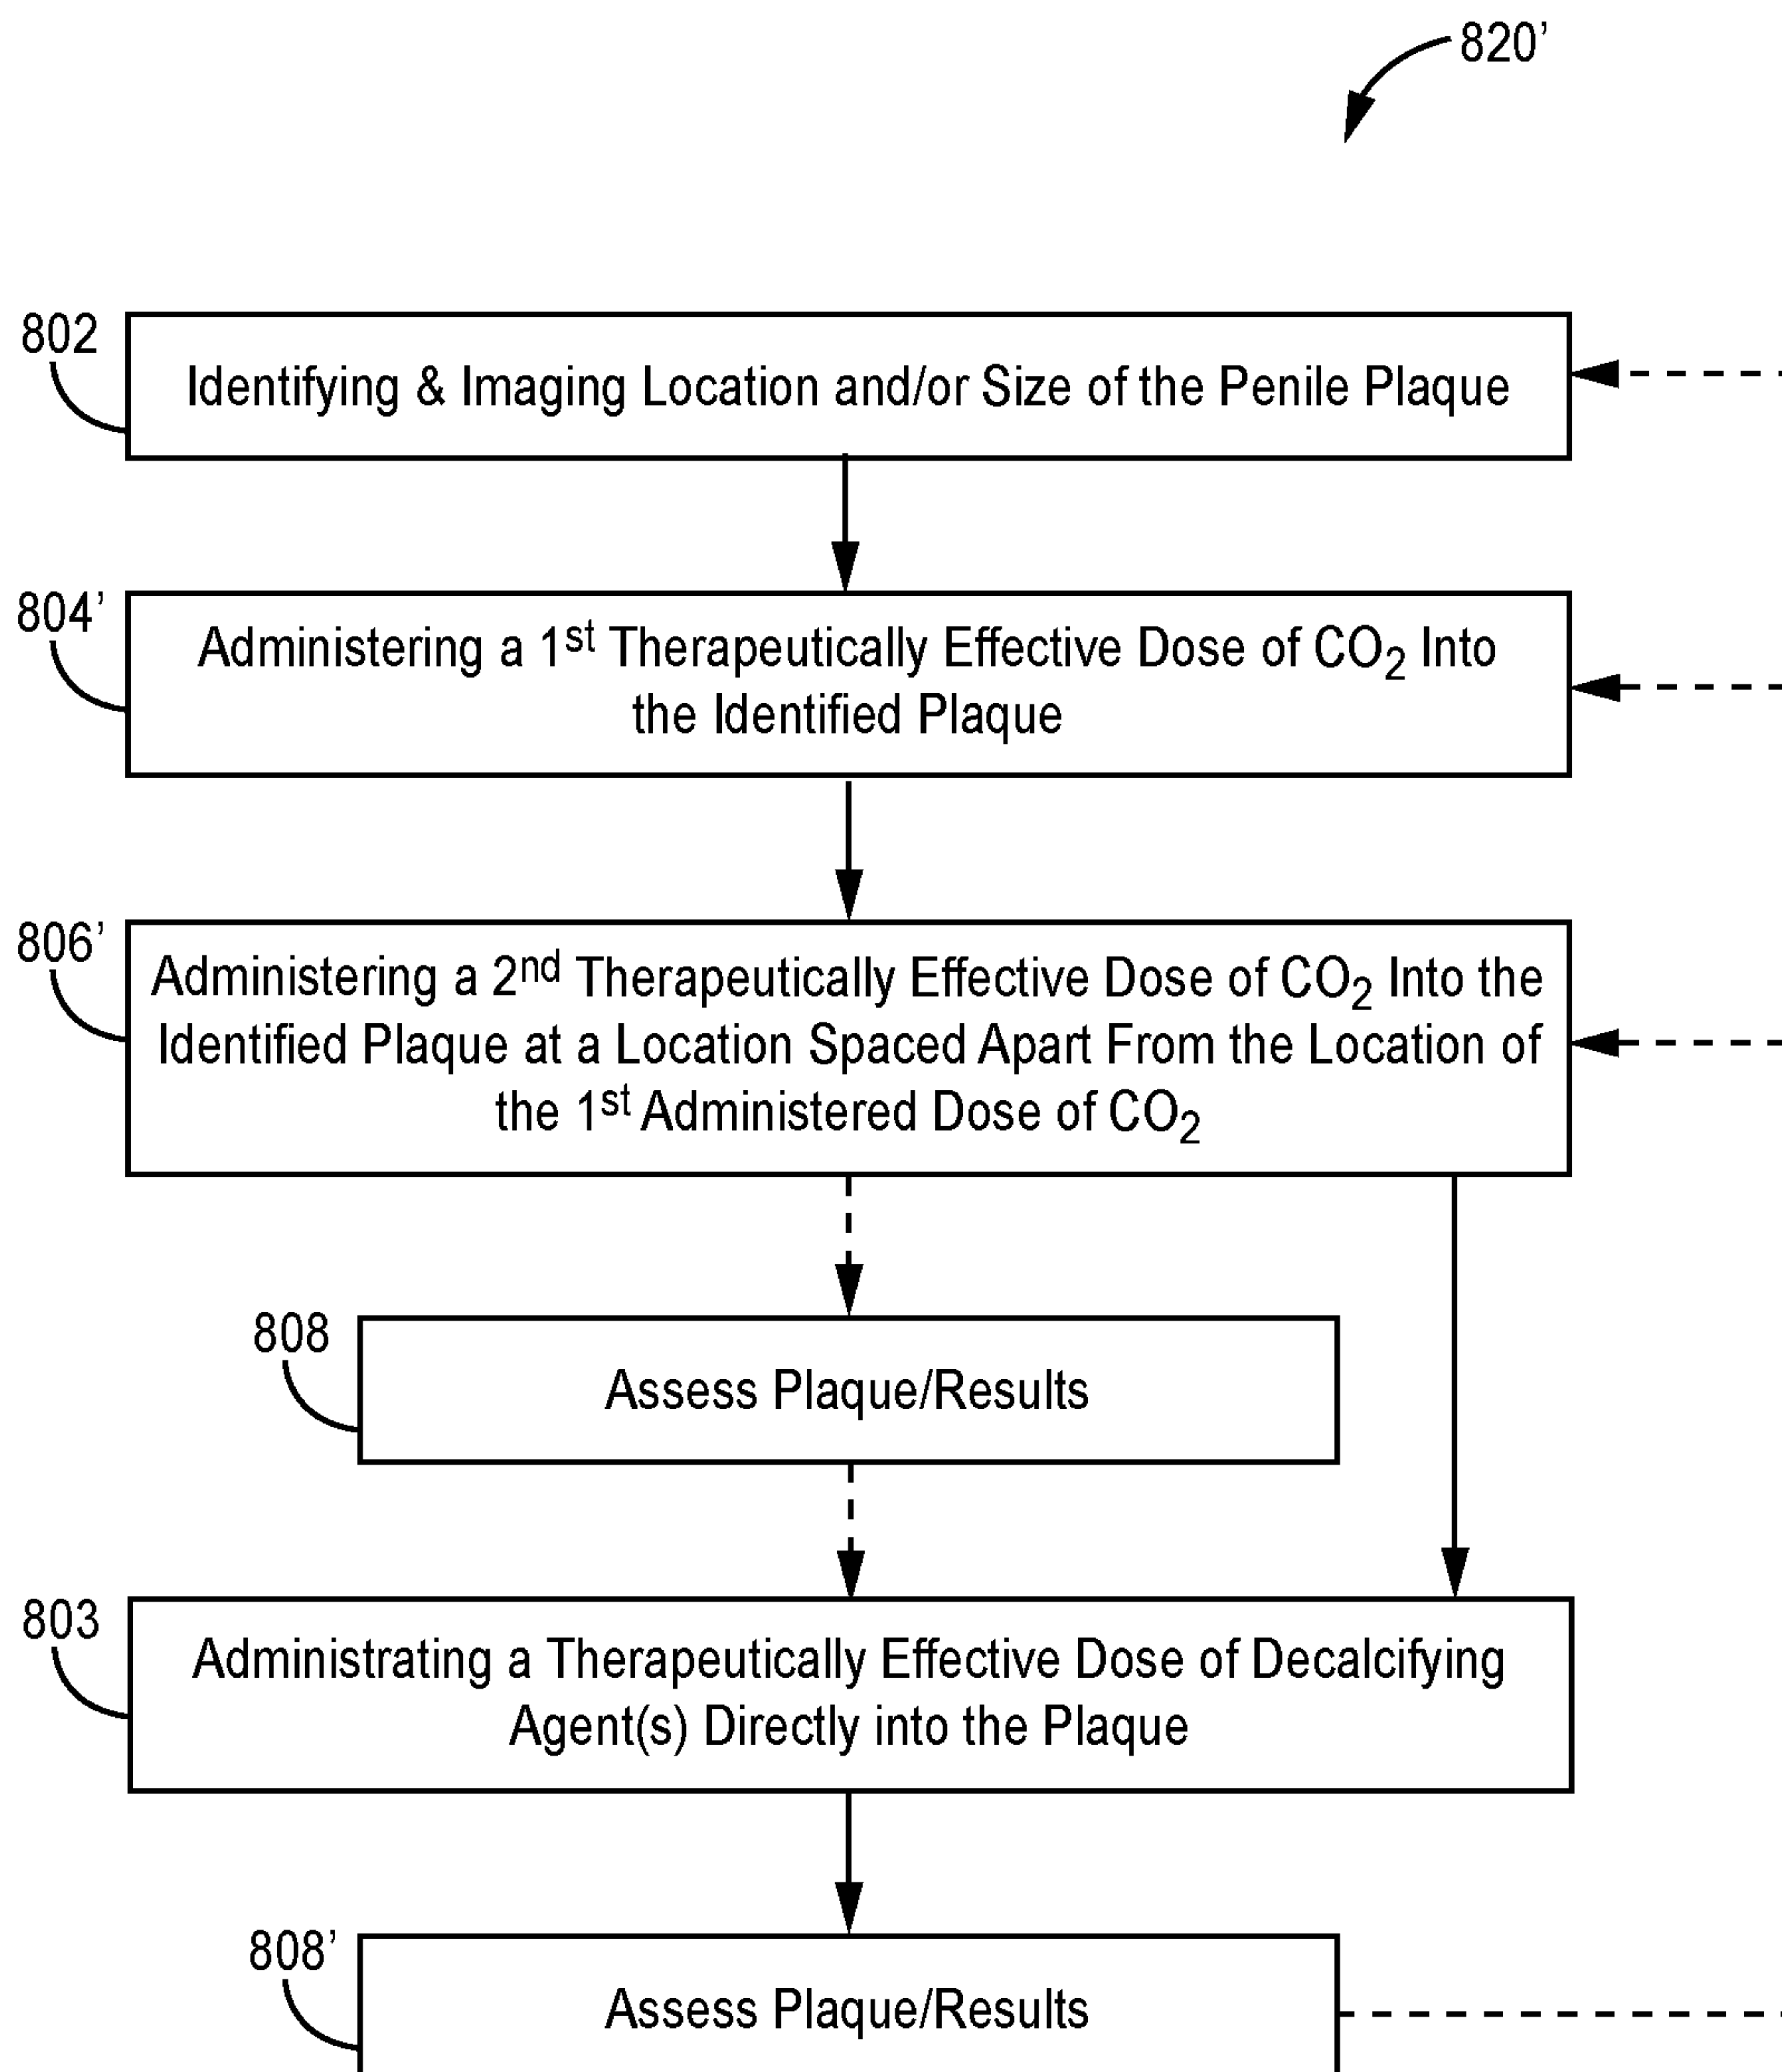 820’
802
Identifying & Imaging Location and/or Size of the Penile Plaque
804’
Administering a 1st Therapeutically Effective Dose of CO2 Into
the Identified Plaque
806’
Administering a 2nd Therapeutically Effective Dose of CO2 Into the
Identified Plaque at a Location Spaced Apart From the Location of
the 1st Administered Dose of CO2
808
Assess Plaque/Results
803
Administrating a Therapeutically Effective Dose of Decalcifying
Agent(s) Directly into the Plaque
808’
Assess Plaque/Results